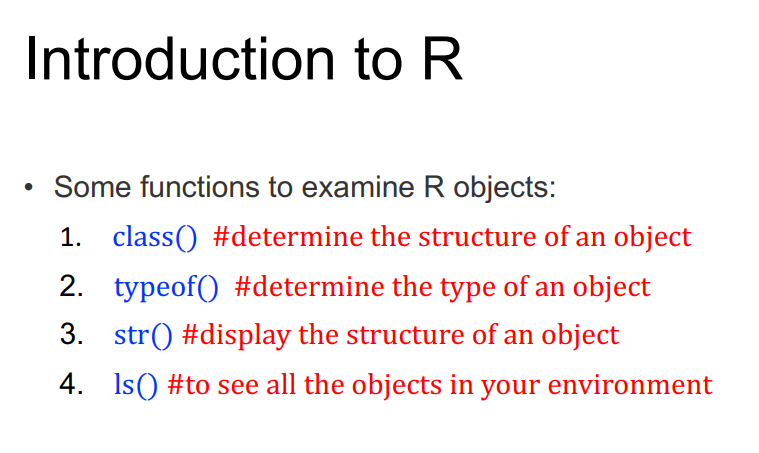 Introduction to R
• Some functions to examine R objects:
1. class() #determine the structure of an object
2. typeof() #determine the type of an object
3. str() #display the structure of an object
4. ls() #to see all the objects in your environment